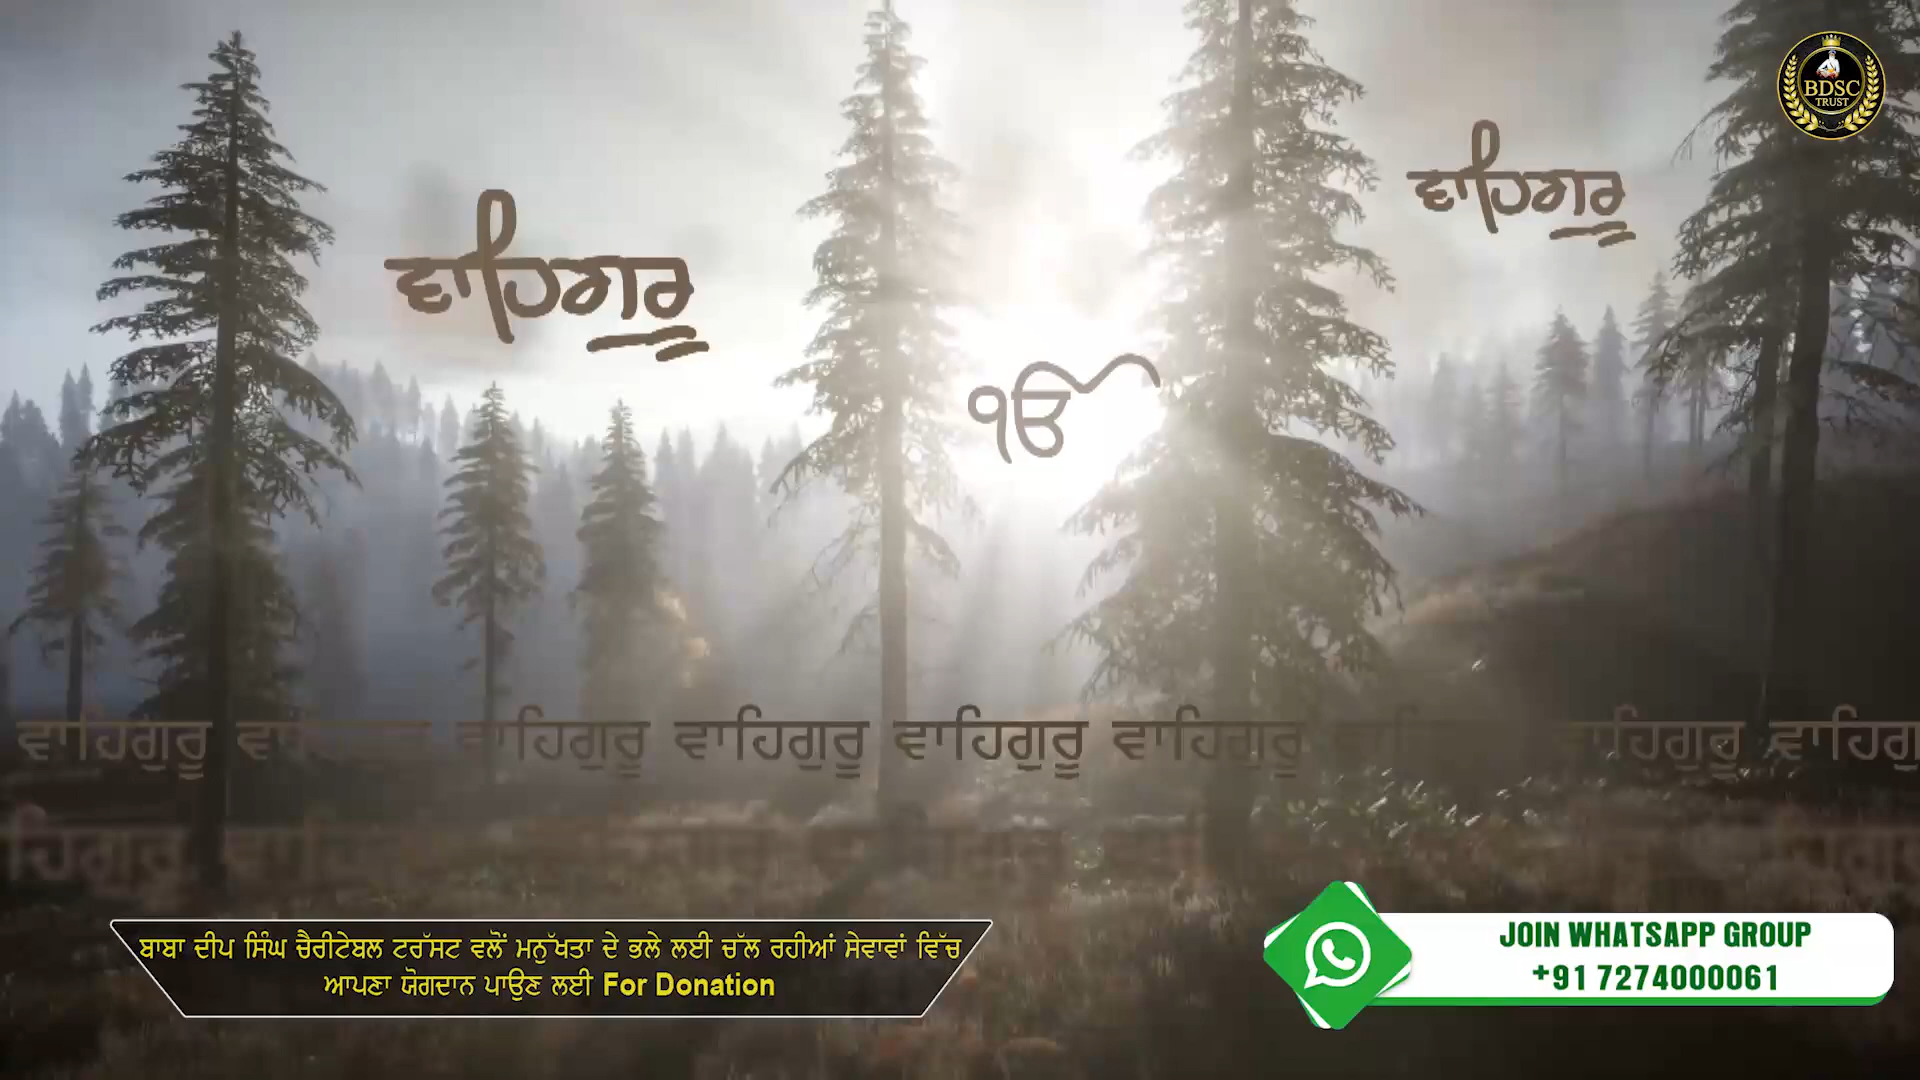 BDSC
TRUST
ਵਾਹਿਗੁਰੂ
ਵਾਹਿਗੁਰੂ
ੴ
ਵਾਹਿਗੁਰੂ ਵਾਹਿਗੁਰੂ ਵਾਹਿਗੁਰੂ ਵਾਹਿਗੁਰੂ ਵਾਹਿਗੁਰੂ ਵਾਹਿਗੁਰੂ ਵਾਹਿਗੁਰੂ ਵਾਹਿਗੁ
ਹਿਗੁਰੂ
ਬਾਬਾ ਦੀਪ ਸਿੰਘ ਚੈਰੀਟੇਬਲ ਟਰੱਸਟ ਵਲੋਂ ਮਨੁੱਖਤਾ ਦੇ ਭਲੇ ਲਈ ਚੱਲ ਰਹੀਆਂ ਸੇਵਾਵਾਂ ਵਿੱਚ
ਆਪਣਾ ਯੋਗਦਾਨ ਪਾਉਣ ਲਈ For Donation
JOIN WHATSAPP GROUP
+91 7274000061